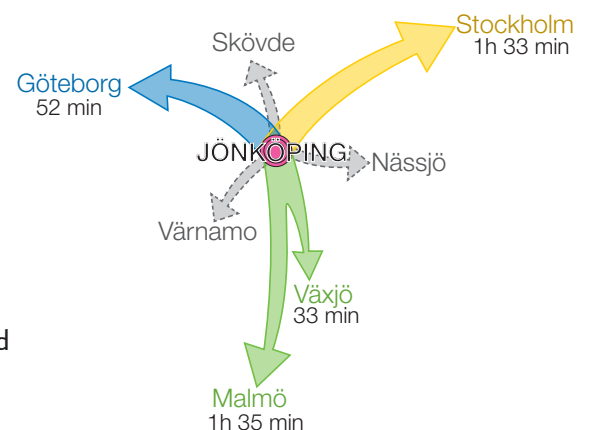 Stockholm
1h 33 min
Skövde
Göteborg
52 min
JÖNKÖPING
Nässjö
Värnamo
Växjö
33 min
d
Malmö
1h 35 min